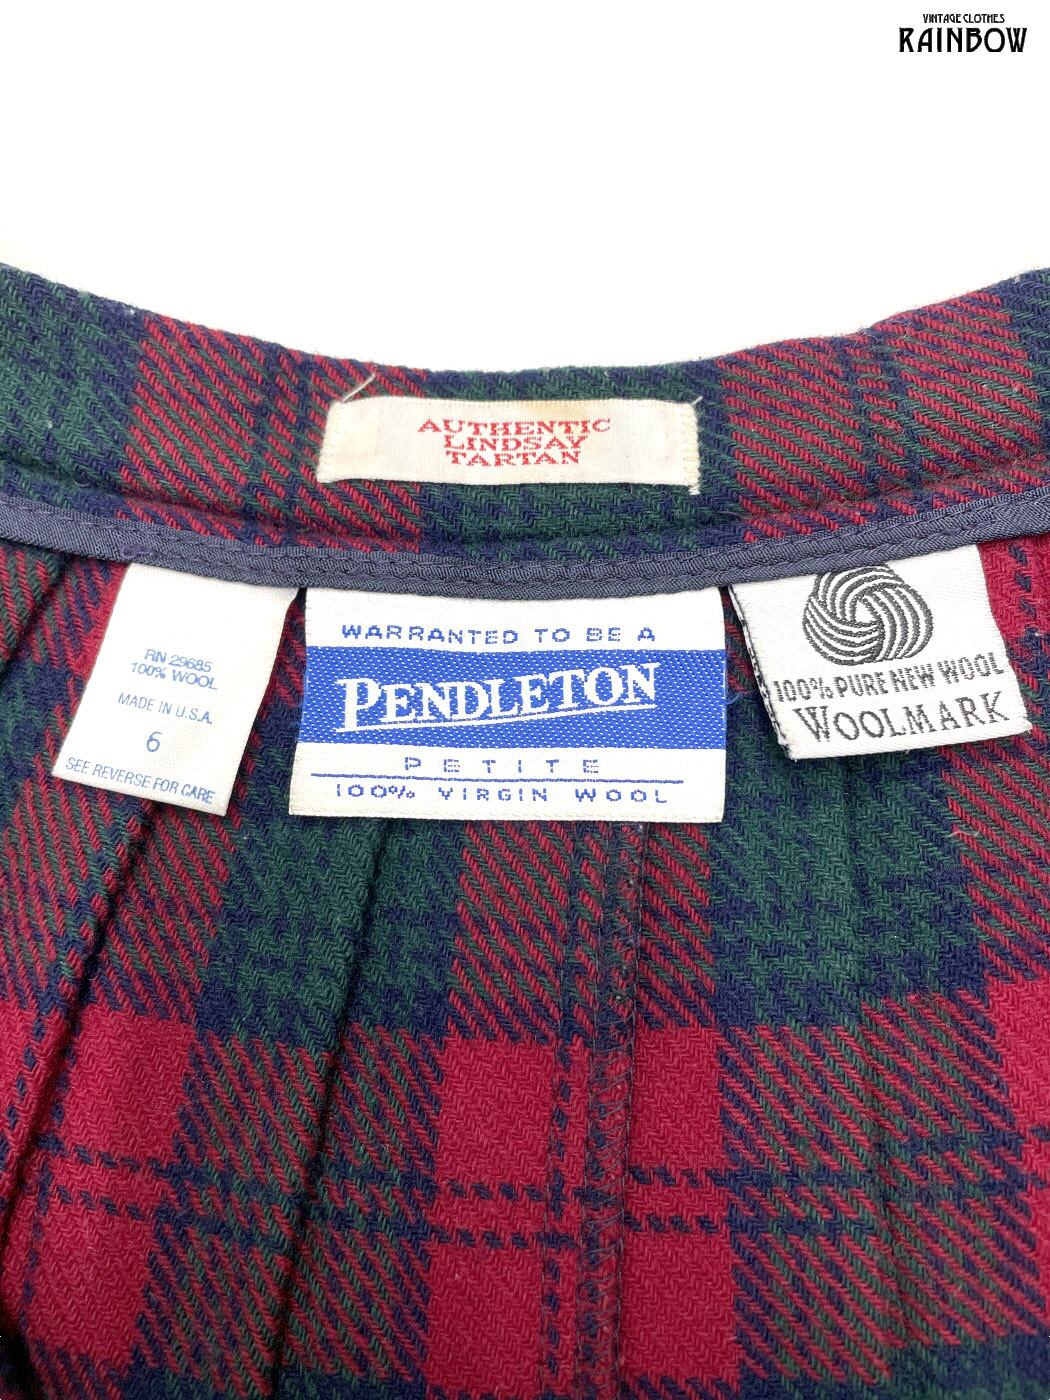 VINTAGE CLOTHES
RAINBOW
AUTHENTIC
LINDSAY
TARTAN
RN 29685
100% WOOL
MADE IN U.S.A.
6
SEE REVERSE FOR CARE
WARRANTED TO BE A
PENDLETON
PETITE
100% VIRGIN WOOL
100% PURE NEW WOOL
WOOLMARK